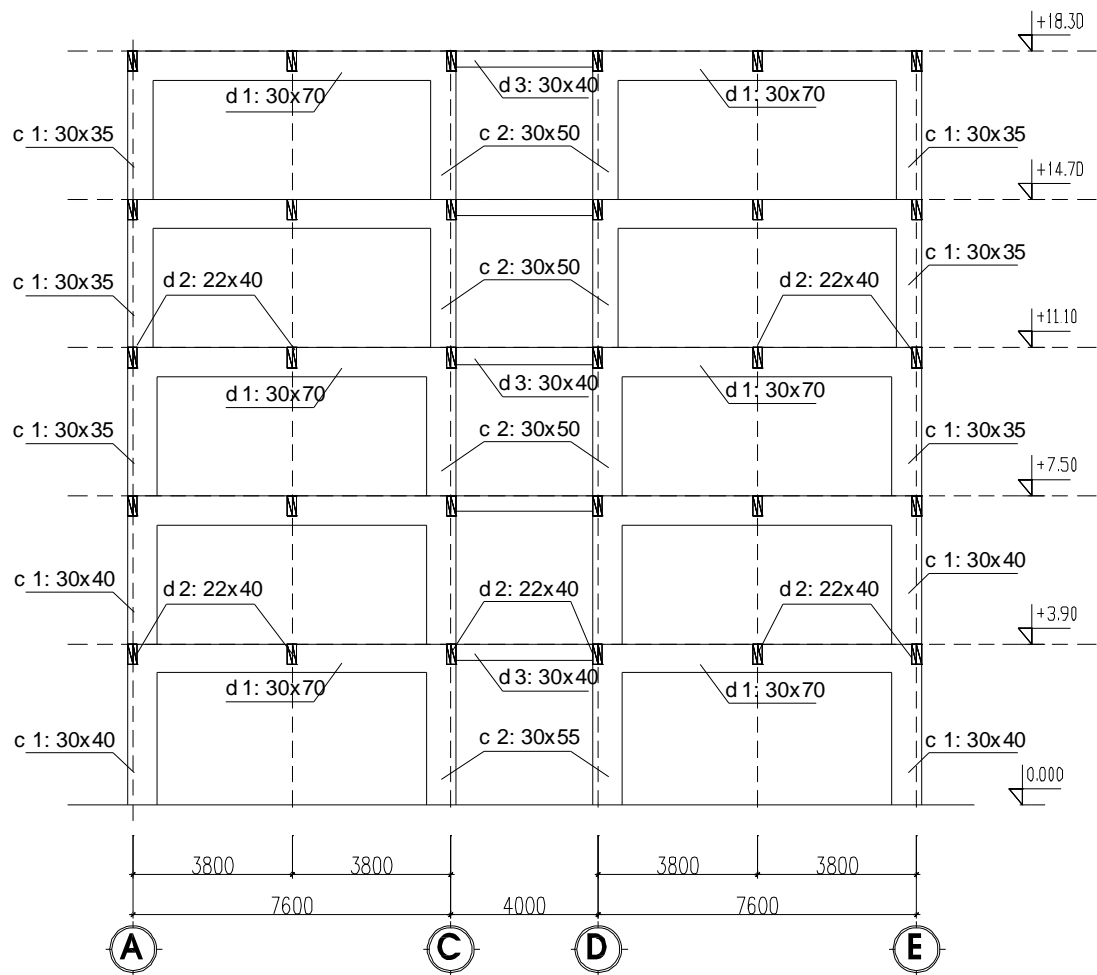 +18.30
d 1: 30x70
d 3: 30x40
d 1: 30x70
c 1: 30x35
c 2: 30x50
c 1: 30x35
+14.70
c 1: 30x35
d 2: 22x40
c 2: 30x50
d 2: 22x40
c 1: 30x35
+11.10
d 1: 30x70
d 3: 30x40
d 1: 30x70
c 1: 30x35
c 2: 30x50
c 1: 30x35
+7.50
c 1: 30x40
d 2: 22x40
d 2: 22x40
d 2: 22x40
c 1: 30x40
+3.90
d 1: 30x70
d 3: 30x40
d 1: 30x70
c 1: 30x40
c 2: 30x55
c 1: 30x40
0.000
3800
3800
3800
3800
7600
4000
7600
A
C
D
E